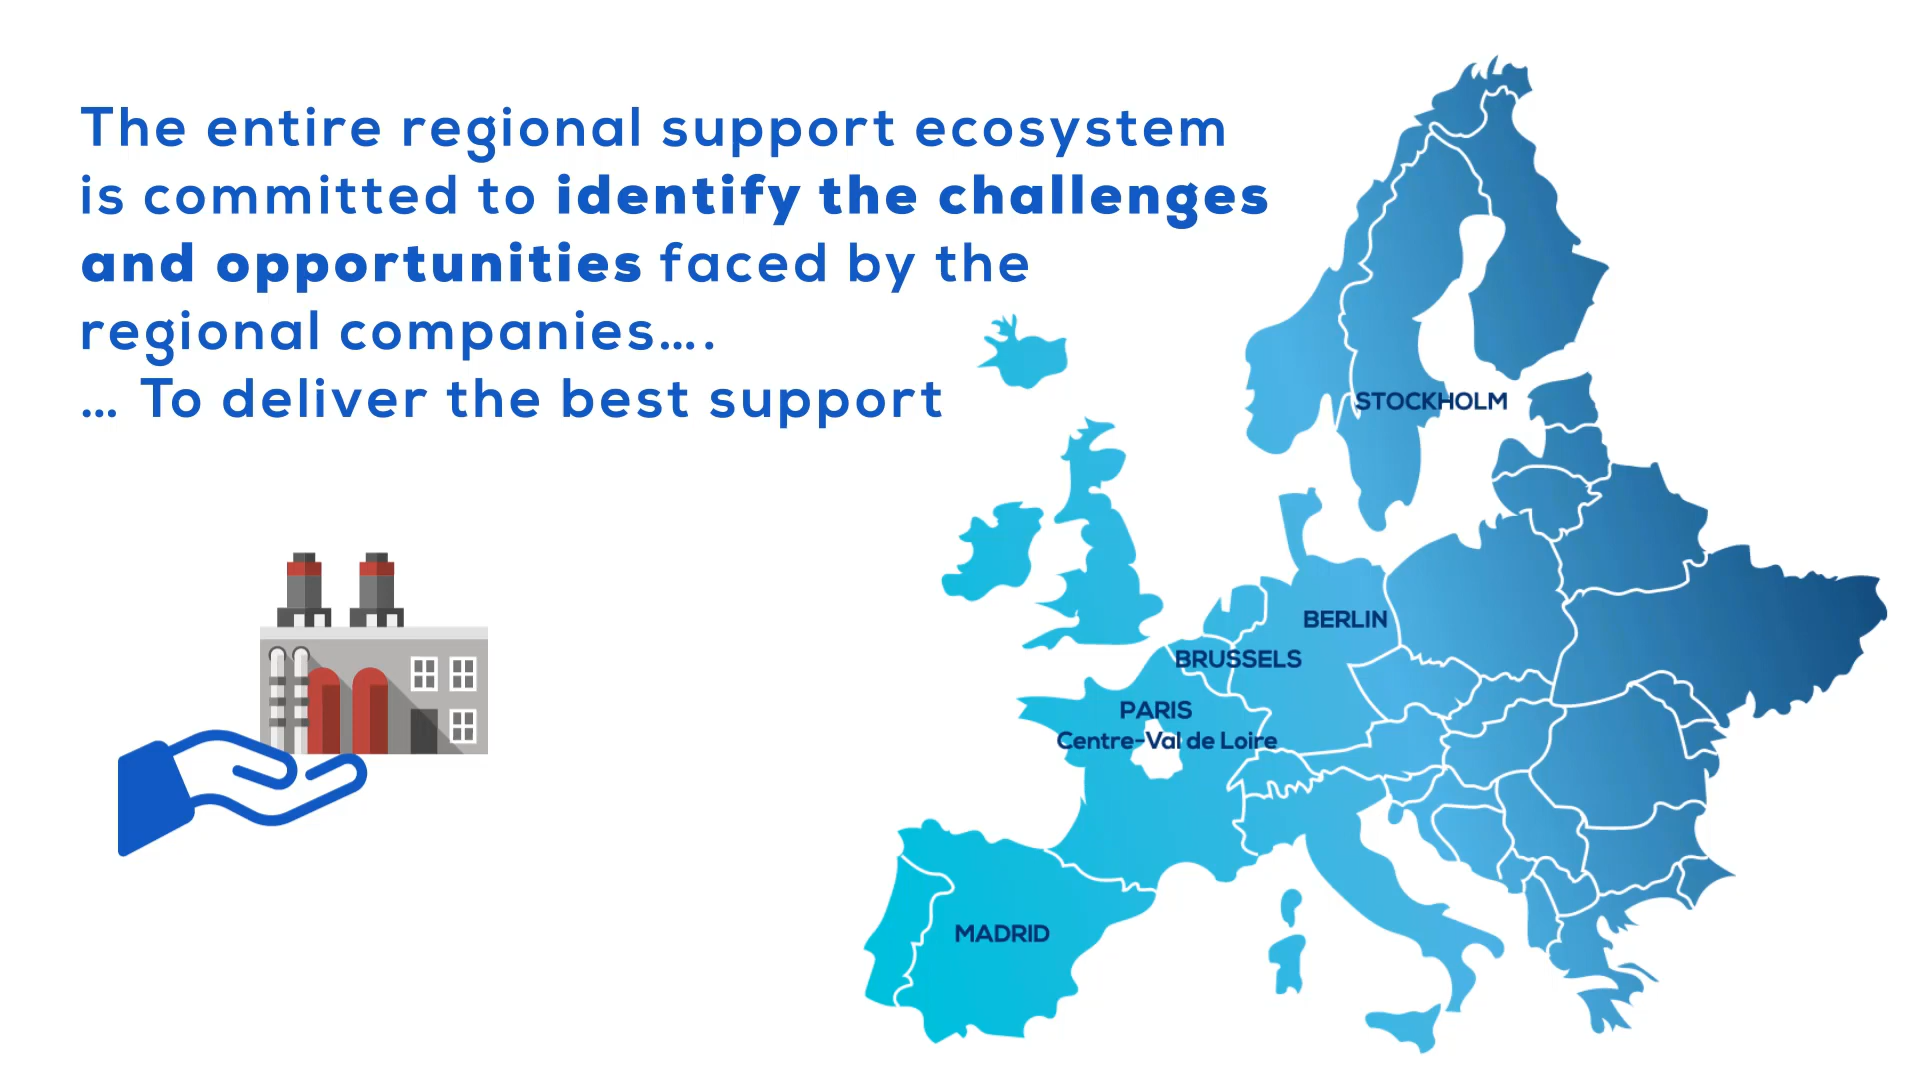 The entire regional support ecosystem
is committed to identify the challenges
and opportunities faced by the
regional companies….
… To deliver the best support
STOCKHOLM
BERLIN
BRUSSELS
PARIS
Centre-Val de Loire
MADRID